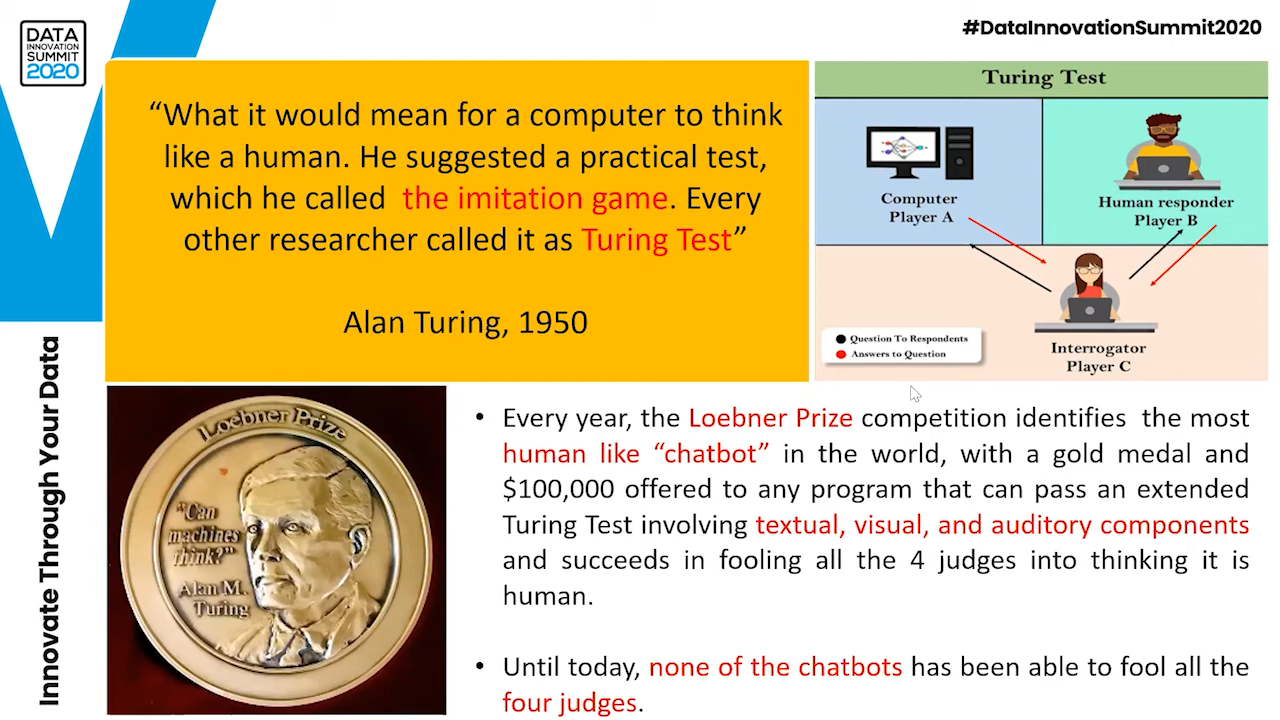 DATA
INNOVATION
SUMMIT
2020
#DataInnovationSummit2020
Innovate Through Your Data
“What it would mean for a computer to think
like a human. He suggested a practical test,
which he called the imitation game. Every
other researcher called it as Turing Test”
Alan Turing, 1950
Turing Test
Computer
Player A
Human responder
Player B
Question To Respondents
Answers to Question
Interrogator
Player C
Loebner Prize
"Can
machines
think?"
Alan M.
Turing
• Every year, the Loebner Prize competition identifies the most
human like “chatbot” in the world, with a gold medal and
$100,000 offered to any program that can pass an extended
Turing Test involving textual, visual, and auditory components
and succeeds in fooling all the 4 judges into thinking it is
human.
• Until today, none of the chatbots has been able to fool all the
four judges.